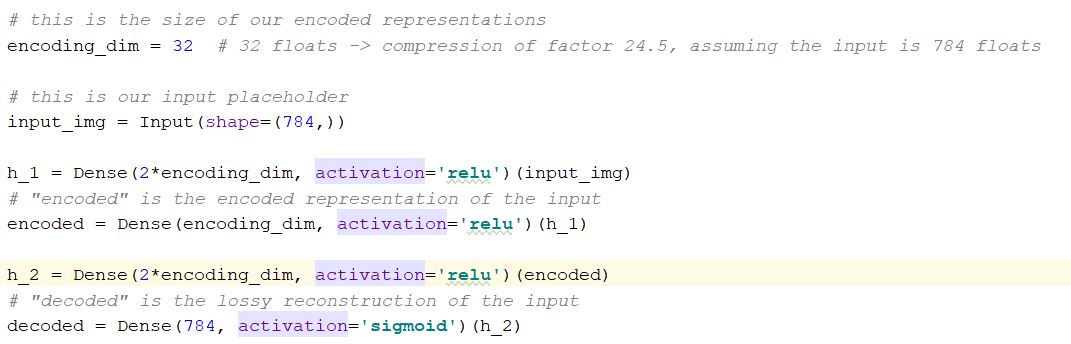 # this is the size of our encoded representations
encoding_dim = 32  # 32 floats -> compression of factor 24.5, assuming the input is 784 floats
# this is our input placeholder
input_img = Input(shape=(784,))
h_1 = Dense(2*encoding_dim, activation='relu')(input_img)
# "encoded" is the encoded representation of the input
encoded = Dense(encoding_dim, activation='relu')(h_1)
h_2 = Dense(2*encoding_dim, activation='relu')(encoded)
# "decoded" is the lossy reconstruction of the input
decoded = Dense(784, activation='sigmoid')(h_2)